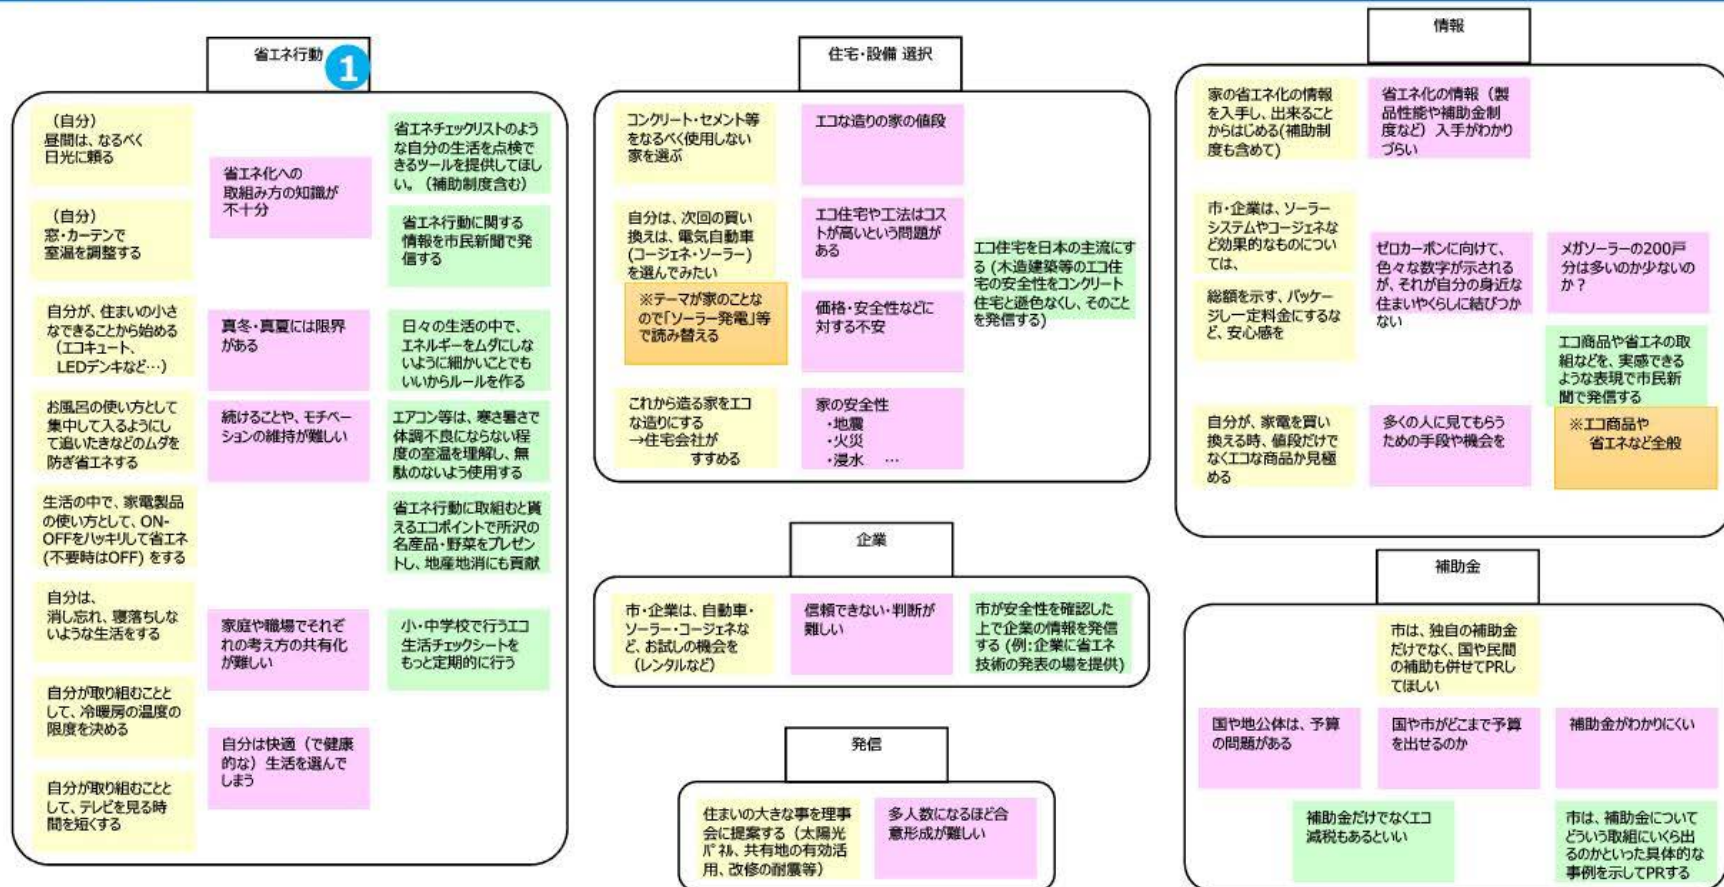 省エネ行動
1
（自分）
昼間は、なるべく
日光に頼る
（自分）
窓・カーテンで
室温を調整する
自分が、住まいの小さ
なできることから始める
（エコキュート、
LEDデンキなど…）
お風呂の使い方として
集中して入るようにし
て追いたきなどのムダを
防ぎ省エネする
生活の中で、家電製品
の使い方として、ON-
OFFをハッキリして省エネ
(不要時はOFF) をする
自分は、
消し忘れ、寝落ちしな
いような生活をする
自分が取り組むことと
して、冷暖房の温度の
限度を決める
自分が取り組むことと
して、テレビを見る時
間を短くする
省エネ化への
取組み方の知識が
不十分
真冬・真夏には限界
がある
続けることや、モチベー
ションの維持が難しい
家庭や職場でそれぞ
れの考え方の共有化
が難しい
自分は快適（で健康
的な）生活を選んで
しまう
省エネチェックリストのよう
な自分の生活を点検で
きるツールを提供してほし
い。（補助制度含む）
省エネ行動に関する
情報を市民新聞で発
信する
日々の生活の中で、
エネルギーをムダにしな
いように細かいことでも
いいからルールを作る
エアコン等は、寒さ暑さで
体調不良にならない程
度の室温を理解し、無
駄のないよう使用する
省エネ行動に取組むと貰
えるエコポイントで所沢の
名産品・野菜をプレゼン
トし、地産地消にも貢献
小・中学校で行うエコ
生活チェックシートを
もっと定期的に行う
住宅・設備 選択
コンクリート・セメント等
をなるべく使用しない
家を選ぶ
自分は、次回の買い
換えは、電気自動車
(コージェネ・ソーラー)
を選んでみたい
※テーマが家のことな
ので「ソーラー発電」等
で読み替える
これから造る家をエコ
な造りにする
→住宅会社が
すすめる
エコな造りの家の値段
エコ住宅や工法はコス
トが高いという問題が
ある
価格・安全性などに
対する不安
家の安全性
・地震
・火災
・浸水 …
エコ住宅を日本の主流にす
る (木造建築等のエコ住
宅の安全性をコンクリート
住宅と遜色なくし、そのこと
を発信する)
企業
市・企業は、自動車・
ソーラー・コージェネな
ど、お試しの機会を
（レンタルなど）
信頼できない・判断が
難しい
市が安全性を確認した
上で企業の情報を発信
する (例:企業に省エネ
技術の発表の場を提供)
発信
住まいの大きな事を理事
会に提案する（太陽光
パネル、共有地の有効活
用、改修の耐震等）
多人数になるほど合
意形成が難しい
情報
家の省エネ化の情報
を入手し、出来ること
からはじめる(補助制
度も含めて)
市・企業は、ソーラー
システムやコージェネな
ど効果的なものについ
ては、
総額を示す、パッケー
ジし一定料金にするな
ど、安心感を
自分が、家電を買い
換える時、値段だけで
なくエコな商品か見極
める
省エネ化の情報（製
品性能や補助金制
度など）入手がわかり
づらい
ゼロカーボンに向けて、
色々な数字が示される
が、それが自分の身近な
住まいやくらしに結びつか
ない
多くの人に見てもらう
ための手段や機会を
メガソーラーの200戸
分は多いのか少ないの
か？
エコ商品や省エネの取
組などを、実感できる
ような表現で市民新
聞で発信する
※エコ商品や
省エネなど全般
補助金
市は、独自の補助金
だけでなく、国や民間
の補助も併せてPRし
てほしい
国や地公体は、予算
の問題がある
国や市がどこまで予算
を出せるのか
補助金がわかりにくい
補助金だけでなくエコ
減税もあるといい
市は、補助金について
どういう取組にいくら出
るのかといった具体的な
事例を示してPRする